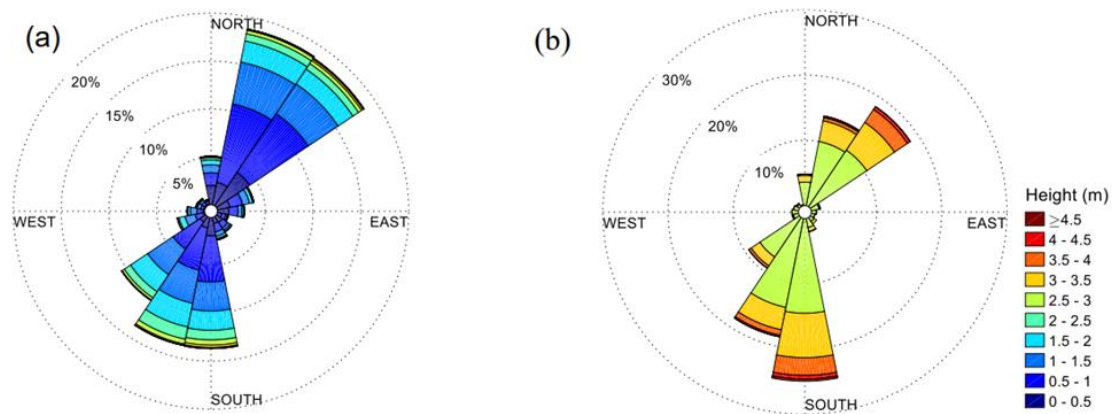 (a)
NORTH
20%
15%
10%
5%
WEST
EAST
SOUTH
(b)
NORTH
30%
20%
10%
WEST
EAST
SOUTH
Height (m)
≥4.5
4 - 4.5
3.5 - 4
3 - 3.5
2.5 - 3
2 - 2.5
1.5 - 2
1 - 1.5
0.5 - 1
0 - 0.5